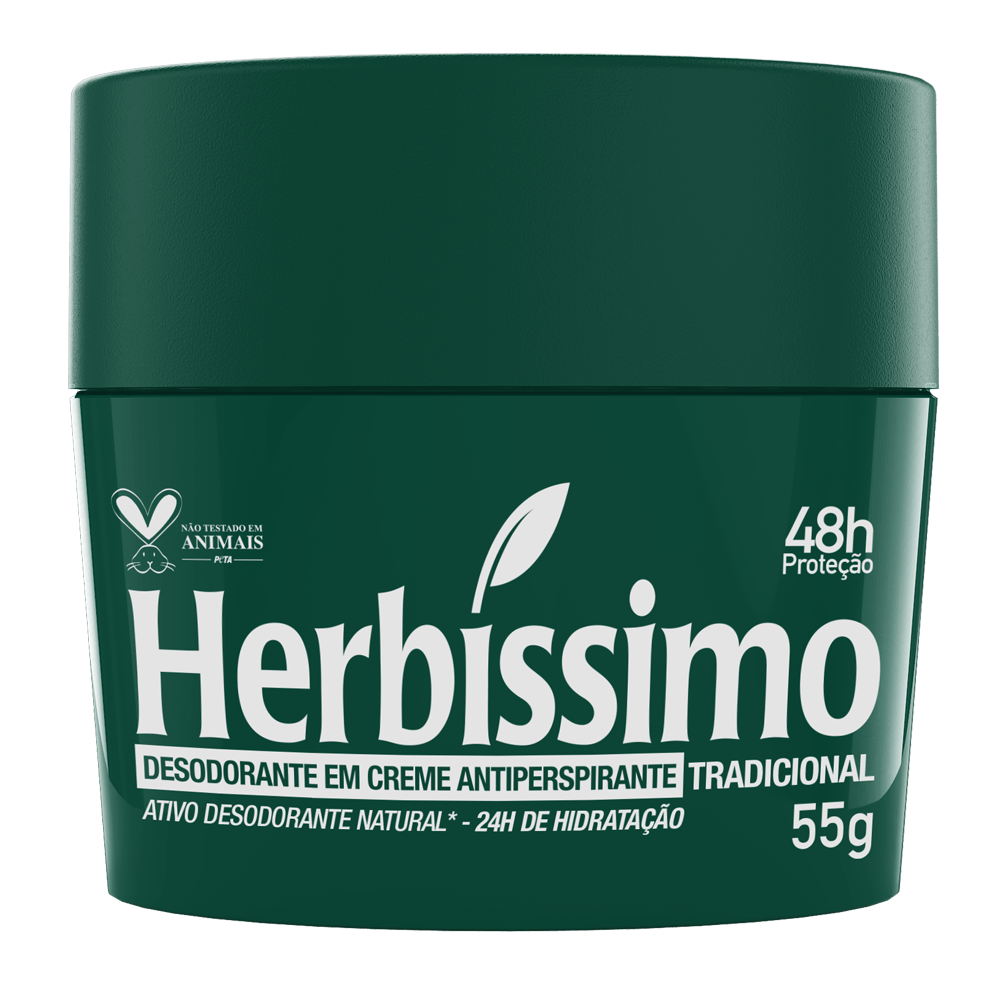 NÃO TESTADO EM
ANIMAIS
PETA
48h
Proteção
Herbíssimo
DESODORANTE EM CREME ANTIPERSPIRANTE TRADICIONAL
ATIVO DESODORANTE NATURAL* - 24H DE HIDRATAÇÃO
55g